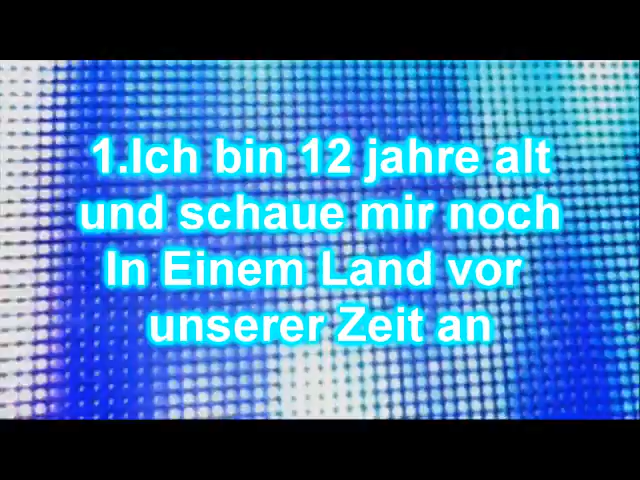 1.Ich bin 12 jahre alt
und schaue mir noch
In Einem Land vor
unserer Zeit an